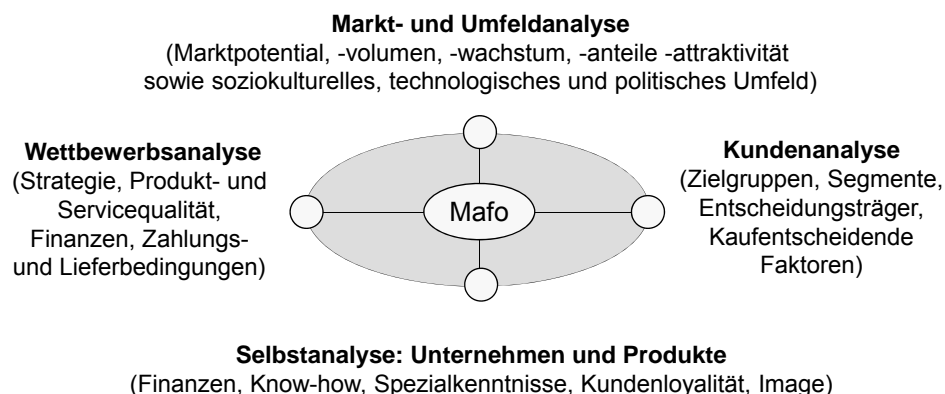 Markt- und Umfeldanalyse
(Marktpotential, -volumen, -wachstum, -anteile -attraktivität
sowie soziokulturelles, technologisches und politisches Umfeld)
Wettbewerbsanalyse
(Strategie, Produkt- und
Servicequalität,
Finanzen, Zahlungs-
und Lieferbedingungen)
Mafo
Kundenanalyse
(Zielgruppen, Segmente,
Entscheidungsträger,
Kaufentscheidende
Faktoren)
Selbstanalyse: Unternehmen und Produkte
(Finanzen, Know-how, Spezialkenntnisse, Kundenloyalität, Image)